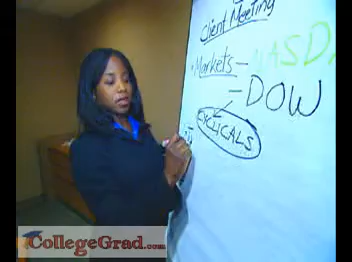 Client Meeting
• Markets — NASDA
— DOW
CYCLICALS
CollegeGrad.com